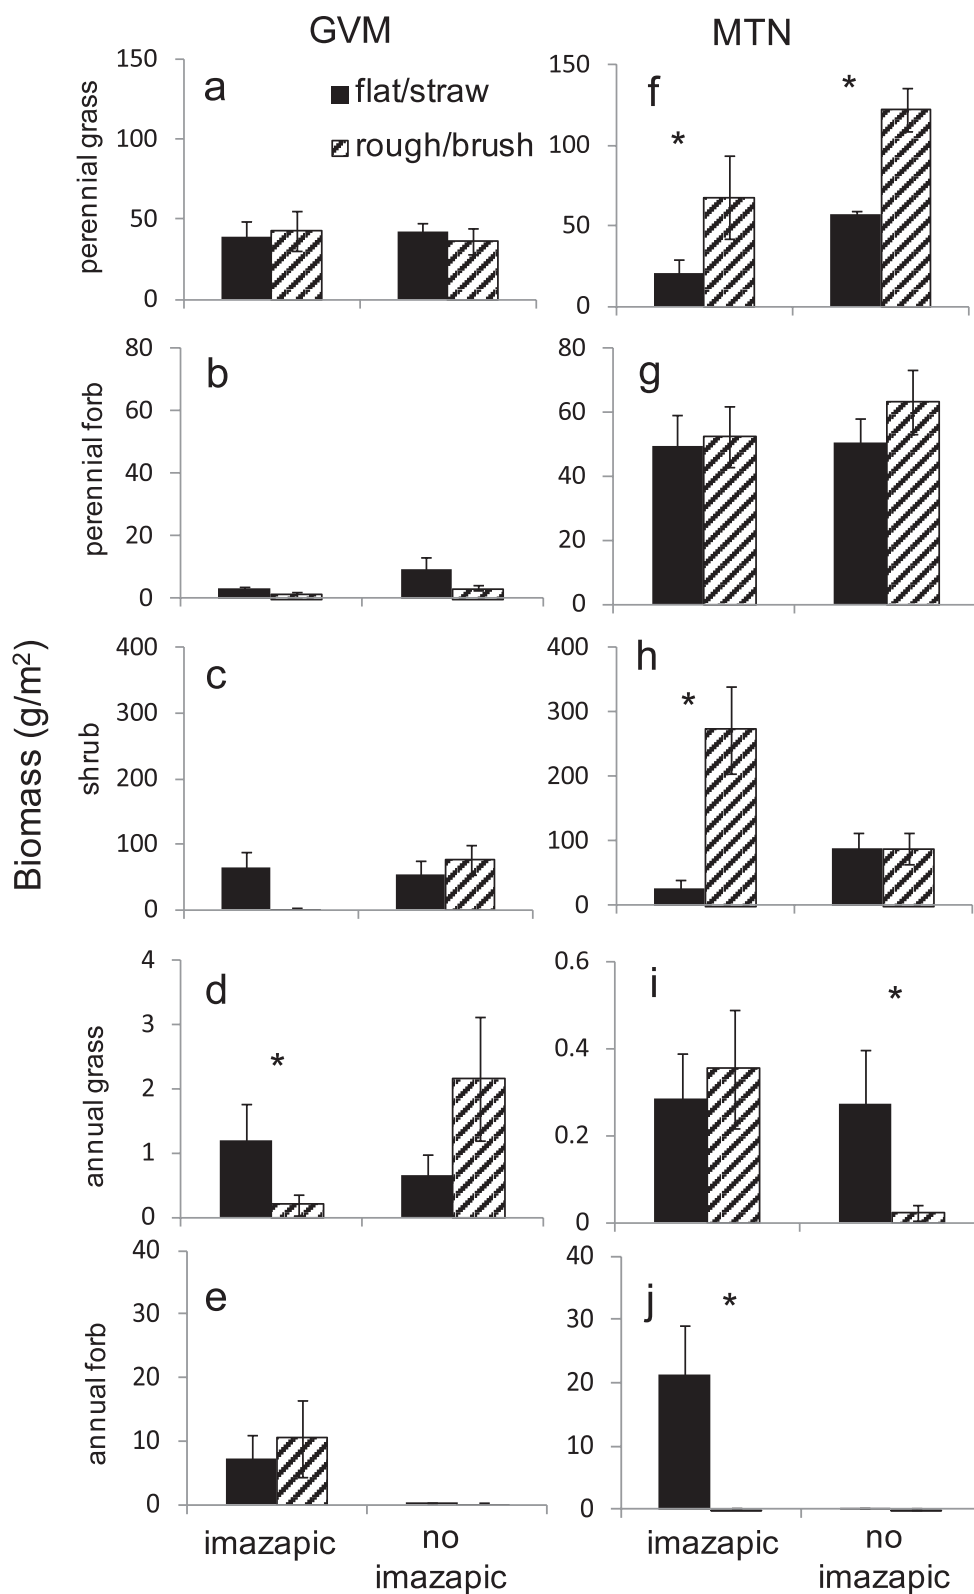 GVM
MTN
Biomass (g/m²)
perennial grass
150
100
50
0
a
flat/straw
rough/brush
150
100
50
0
f
*
*
perennial forb
80
60
40
20
0
b
80
60
40
20
0
g
shrub
400
300
200
100
0
c
400
300
200
100
0
h
*
annual grass
4
3
2
1
0
d
*
0.6
0.4
0.2
0
i
*
annual forb
40
30
20
10
0
e
40
30
20
10
0
j
*
imazapic
no
imazapic
imazapic
no
imazapic